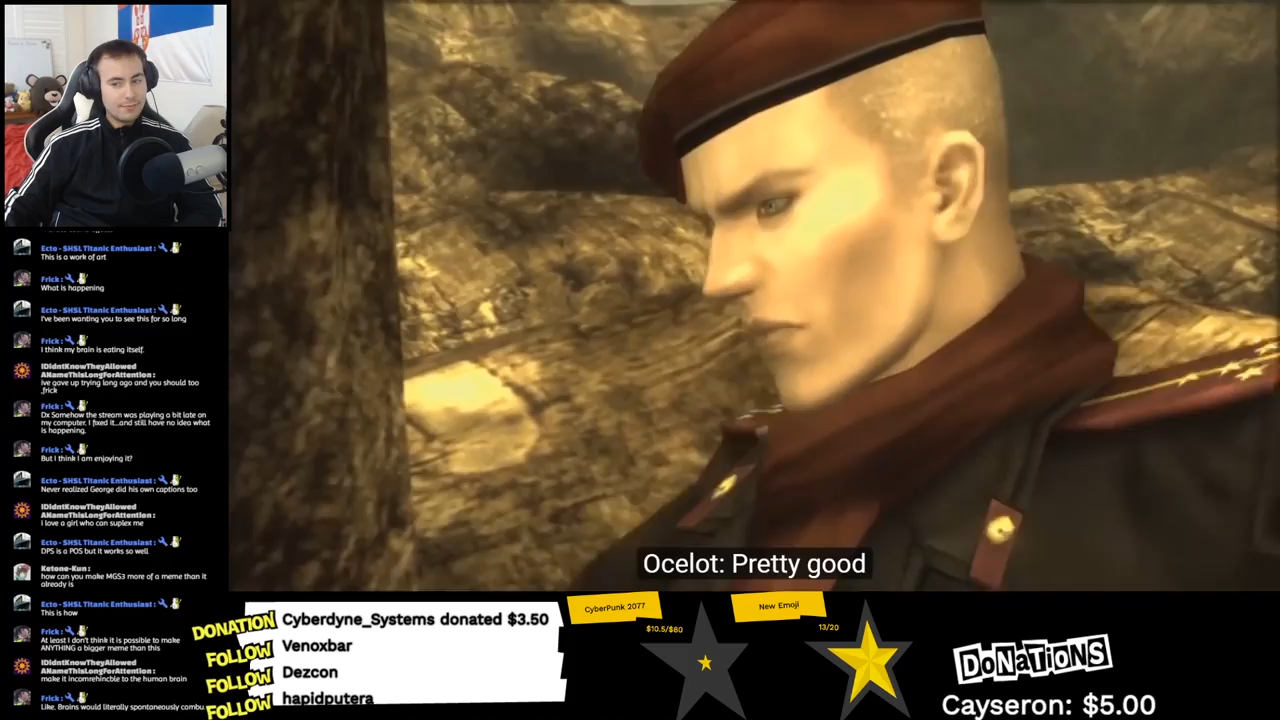 Ecto - SHSL Titanic Enthusiast :
This is a work of art
Frick :
What is happening
Ecto - SHSL Titanic Enthusiast :
I've been wanting you to see this for so long
Frick :
I think my brain is eating itself.
IDidntKnowTheyAllowed
ANameThisLongForAttention :
Ive gave up trying long ago and you should too
,frick
Frick :
Dx Somehow the stream was playing a bit late on
my computer. I fixed it...and still have no idea what
is happening.
Frick :
But I think I am enjoying it?
Ecto - SHSL Titanic Enthusiast :
Never realized George did his own captions too
IDidntKnowTheyAllowed
ANameThisLongForAttention :
I love a girl who can suplex me
Ecto - SHSL Titanic Enthusiast :
DPS is a POS but it works so well
Ketone-Kun :
how can you make MGS3 more of a meme than it
already is
Ecto - SHSL Titanic Enthusiast :
This is how
Frick :
At least I don't think it is possible to make
ANYTHING a bigger meme than this
IDidntKnowTheyAllowed
ANameThisLongForAttention :
make it incomrehincble to the human brain
Frick :
Like. Brains would literally spontaneously combu
Ocelot: Pretty good
DONATION Cyberdyne_Systems donated $3.50
FOLLOW Venoxbar
FOLLOW Dezcon
FOLLOW hapidputera
CyberPunk 2077
$10.5/$60
New Emoji
13/20
DoNaTioNS
Cayseron: $5.00